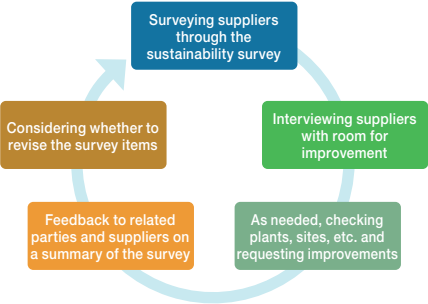 Surveying suppliers
through the
sustainability survey
Interviewing suppliers
with room for
improvement
As needed, checking
plants, sites, etc. and
requesting improvements
Feedback to related
parties and suppliers on
a summary of the survey
Considering whether to
revise the survey items